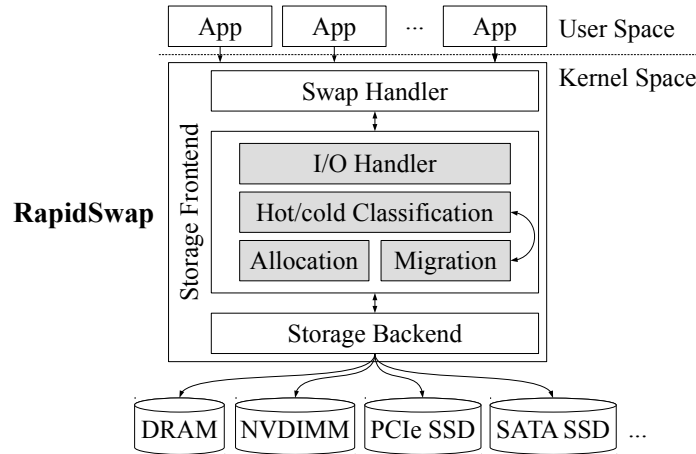 App App ... App User Space
Kernel Space
Swap Handler
Storage Frontend
I/O Handler
RapidSwap
Hot/cold Classification
Allocation Migration
Storage Backend
DRAM NVDIMM PCIe SSD SATA SSD ...